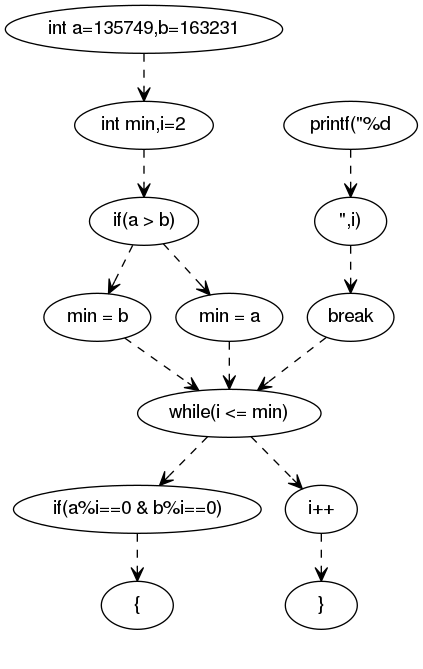 int a=135749,b=163231
int min,i=2
printf("%d
if(a > b)
",i)
min = b
min = a
break
while(i <= min)
if(a%i==0 & b%i==0)
i++
{
}